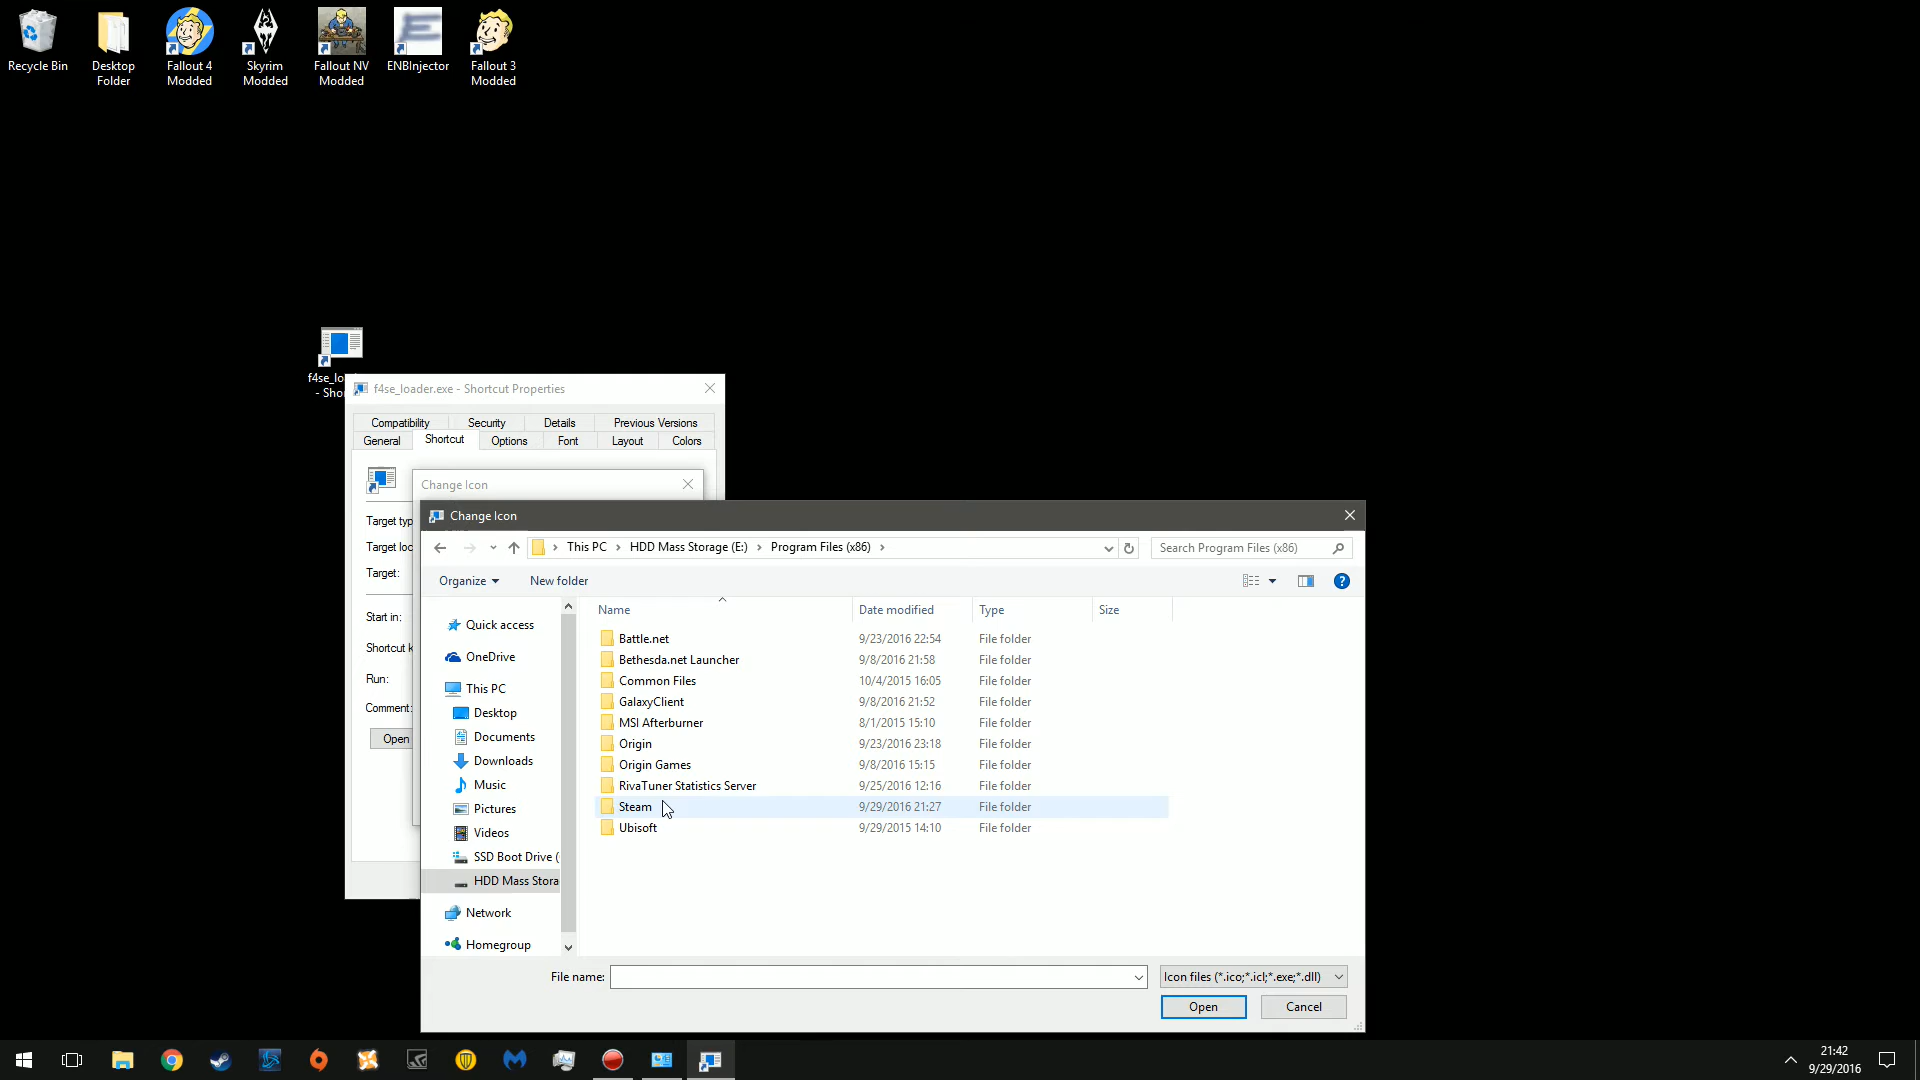 Recycle Bin
Desktop
Folder
Fallout 4
Modded
Skyrim
Modded
Fallout NV
Modded
ENBInjector
Fallout 3
Modded
f4se_lo
- Sho
f4se_loader.exe - Shortcut Properties
Compatibility Security Details Previous Versions
General Shortcut Options Font Layout Colors
Change Icon
Target typ
Target loc
Target:
Start in:
Shortcut k
Run:
Comment:
Open
Change Icon
This PC > HDD Mass Storage (E:) > Program Files (x86) >
Search Program Files (x86)
Organize
New folder
Quick access
OneDrive
This PC
Desktop
Documents
Downloads
Music
Pictures
Videos
SSD Boot Drive (
HDD Mass Stora
Network
Homegroup
Name Date modified Type Size
Battle.net 9/23/2016 22:54 File folder
Bethesda.net Launcher 9/8/2016 21:58 File folder
Common Files 10/4/2015 16:05 File folder
GalaxyClient 9/8/2016 21:52 File folder
MSI Afterburner 8/1/2015 15:10 File folder
Origin 9/23/2016 23:18 File folder
Origin Games 9/8/2016 15:15 File folder
RivaTuner Statistics Server 9/25/2016 12:16 File folder
Steam 9/29/2016 21:27 File folder
Ubisoft 9/29/2015 14:10 File folder
File name:
Icon files (*.ico;*.icl;*.exe;*.dll)
Open
Cancel
21:42
9/29/2016